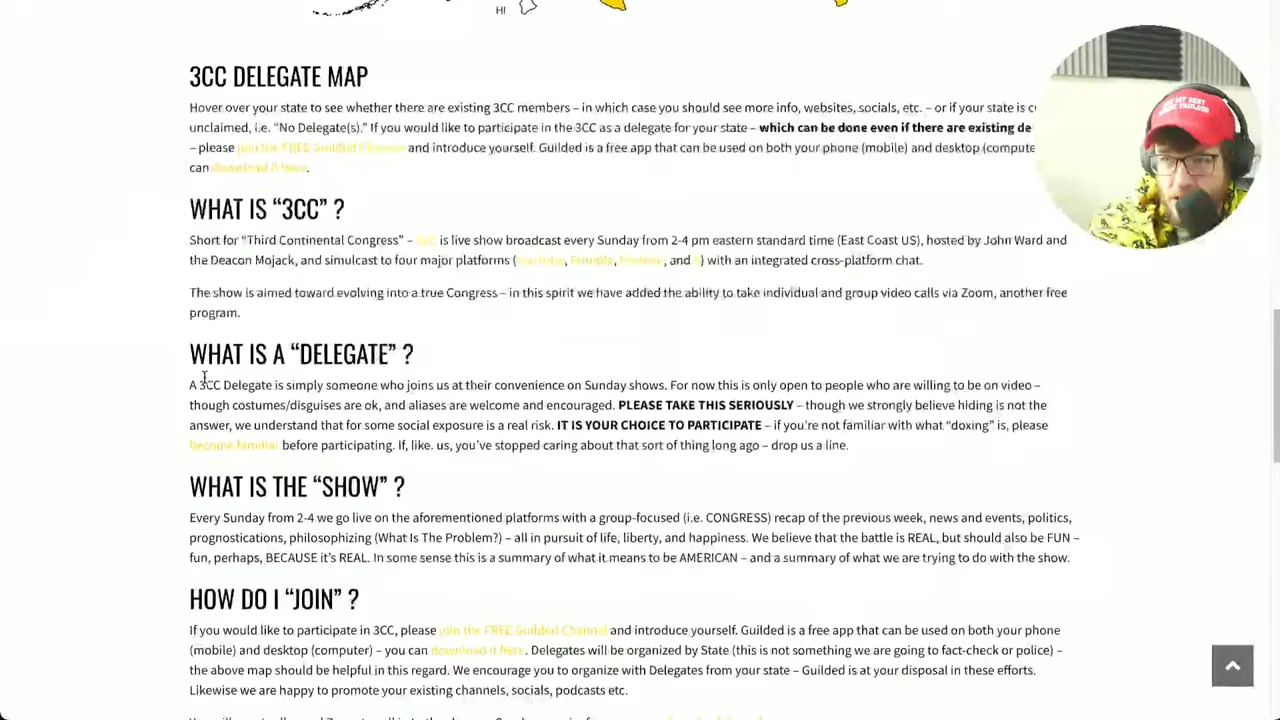 HI
3CC DELEGATE MAP
Hover over your state to see whether there are existing 3CC members – in which case you should see more info, websites, socials, etc. – or if your state is
unclaimed, i.e. “No Delegate(s).” If you would like to participate in the 3CC as a delegate for your state – which can be done even if there are existing
– please join the FREE Guilded Channel and introduce yourself. Guilded is a free app that can be used on both your phone (mobile) and desktop
can download it here.
WHAT IS “3CC” ?
Short for “Third Continental Congress” – 3CC is live show broadcast every Sunday from 2-4 pm eastern standard time (East Coast US), hosted by John Ward and
the Deacon Mojack, and simulcast to four major platforms (YouTube, Rumble, and X) with an integrated cross-platform chat.
The show is aimed toward evolving into a true Congress – in this spirit we have added the ability to take individual and group video calls via Zoom, another free
program.
WHAT IS A “DELEGATE” ?
A 3CC Delegate is simply someone who joins us at their convenience on Sunday shows. For now this is only open to people who are willing to be on video –
though costumes/disguises are ok, and aliases are welcome and encouraged. PLEASE TAKE THIS SERIOUSLY – though we strongly believe hiding is not the
answer, we understand that for some social exposure is a real risk. IT IS YOUR CHOICE TO PARTICIPATE – if you’re not familiar with what “doxing” is, please
become familiar before participating. If, like. us, you’ve stopped caring about that sort of thing long ago – drop us a line.
WHAT IS THE “SHOW” ?
Every Sunday from 2-4 we go live on the aforementioned platforms with a group-focused (i.e. CONGRESS) recap of the previous week, news and events, politics,
prognostications, philosophizing (What Is The Problem?) – all in pursuit of life, liberty, and happiness. We believe that the battle is REAL, but should also be FUN –
fun, perhaps, BECAUSE it’s REAL. In some sense this is a summary of what it means to be AMERICAN – and a summary of what we are trying to do with the show.
HOW DO I “JOIN” ?
If you would like to participate in 3CC, please join the FREE Guilded Channel and introduce yourself. Guilded is a free app that can be used on both your phone
(mobile) and desktop (computer) – you can download it here. Delegates will be organized by State (this is not something we are going to fact-check or police) –
the above map should be helpful in this regard. We encourage you to organize with Delegates from your state – Guilded is at your disposal in these efforts.
Likewise we are happy to promote your existing channels, socials, podcasts etc.